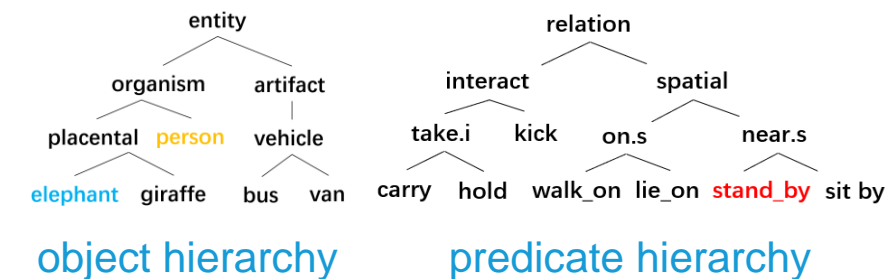 entity relation
organism artifact interact spatial
placental person vehicle take.i kick on.s near.s
elephant giraffe bus van carry hold walk_on lie_on stand_by sit by
object hierarchy predicate hierarchy